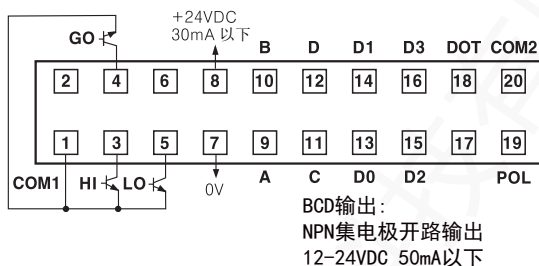 +24VDC
30mA 以下
GO
B D D1 D3 DOT COM2
2 4 6 8 10 12 14 16 18 20
1 3 5 7 9 11 13 15 17 19
COM1 HI LO 0V A C D0 D2 POL
BCD输出:
NPN集电极开路输出
12-24VDC 50mA以下